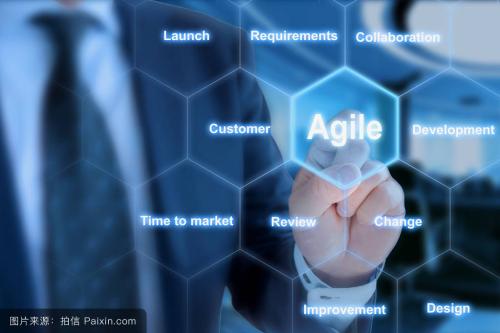 Launch
Requirements
Collaboration
Customer
Agile
Development
Time to market
Review
Change
Improvement
Design
图片来源：拍信 Paixin.com